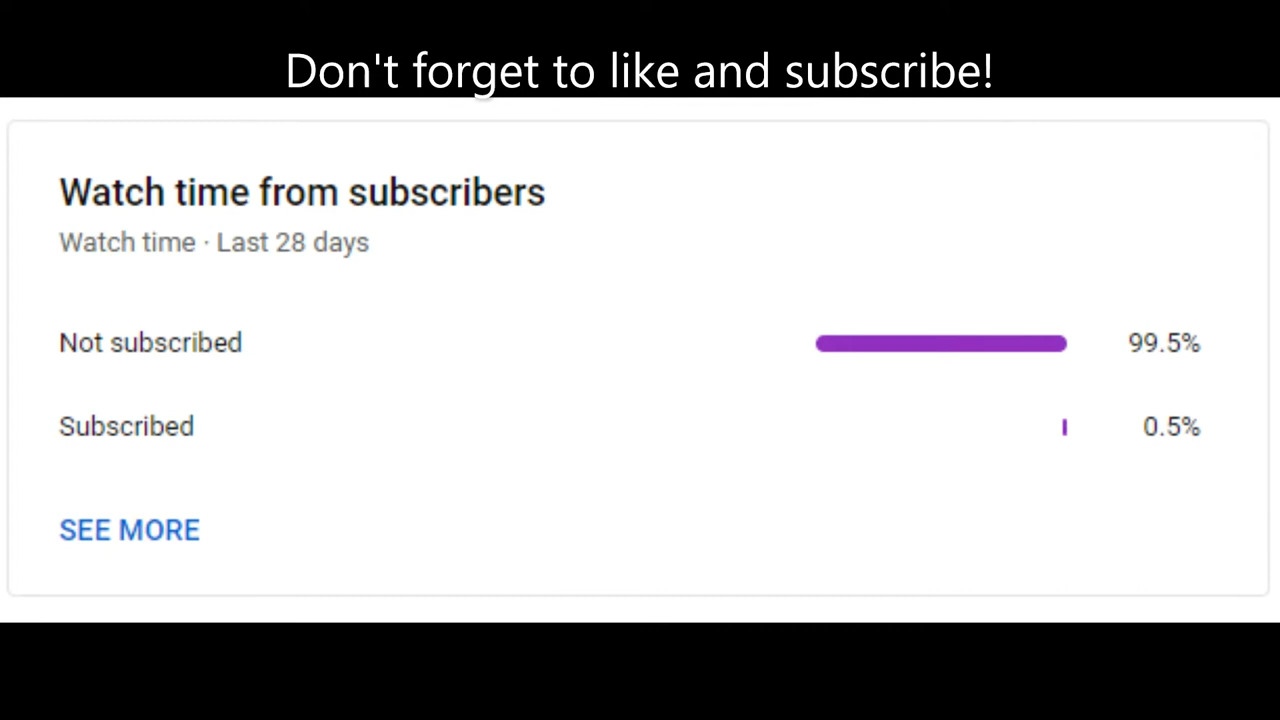 Don't forget to like and subscribe!
Watch time from subscribers
Watch time · Last 28 days
Not subscribed 99.5%
Subscribed 0.5%
SEE MORE